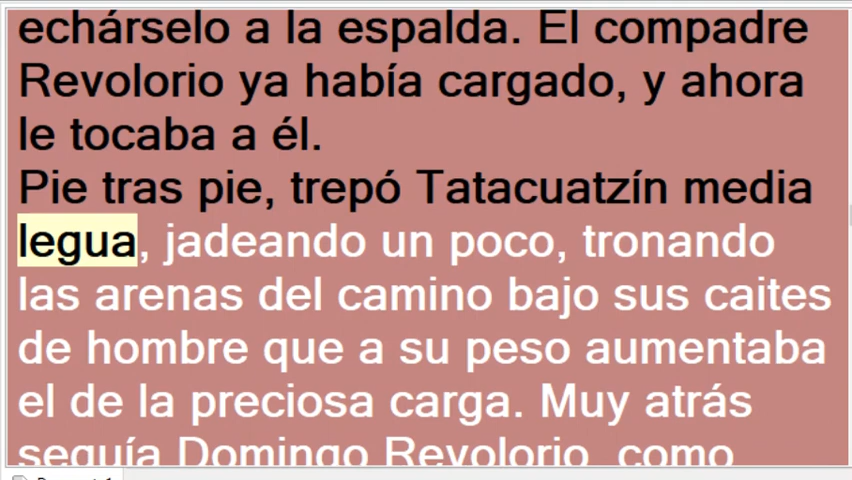 echárselo a la espalda. El compadre
Revolorio ya había cargado, y ahora
le tocaba a él.
Pie tras pie, trepó Tatacuatzín media
legua, jadeando un poco, tronando
las arenas del camino bajo sus caites
de hombre que a su peso aumentaba
el de la preciosa carga. Muy atrás
seguía Domingo Revolorio, como